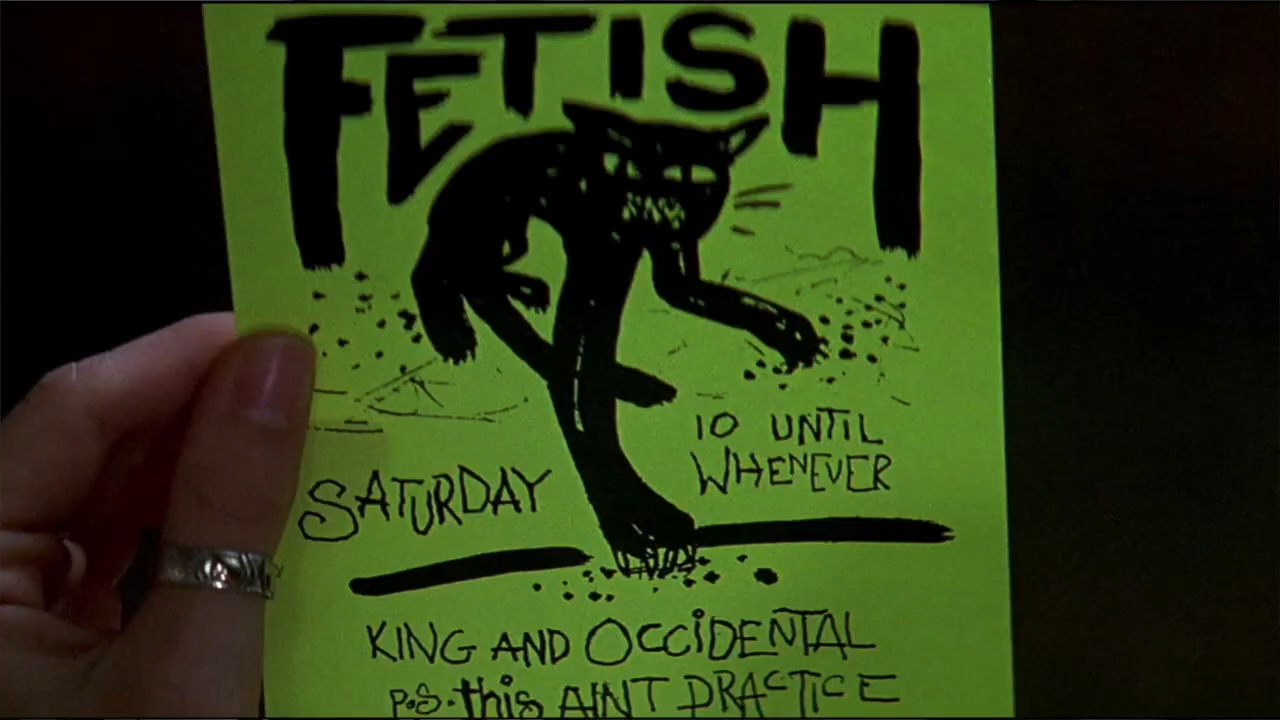 FETISH
10 UNTIL
WHENEVER
SATURDAY
KING AND OCCIDENTAL
P.S. this AINT PRACTICE